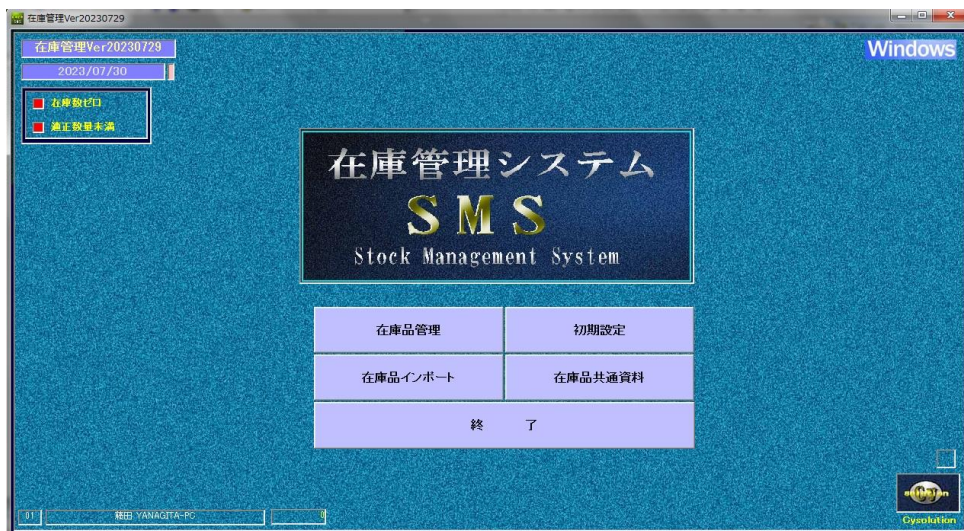 在庫管理Ver20230729
在庫管理Ver20230729
2023/07/30
在庫数ゼロ
適正数量未満
Windows
在庫管理システム
SMS
Stock Management System
在庫品管理
初期設定
在庫品インポート
在庫品共通資料
終 了
01
YANAGITA-PC
0
Gysolution